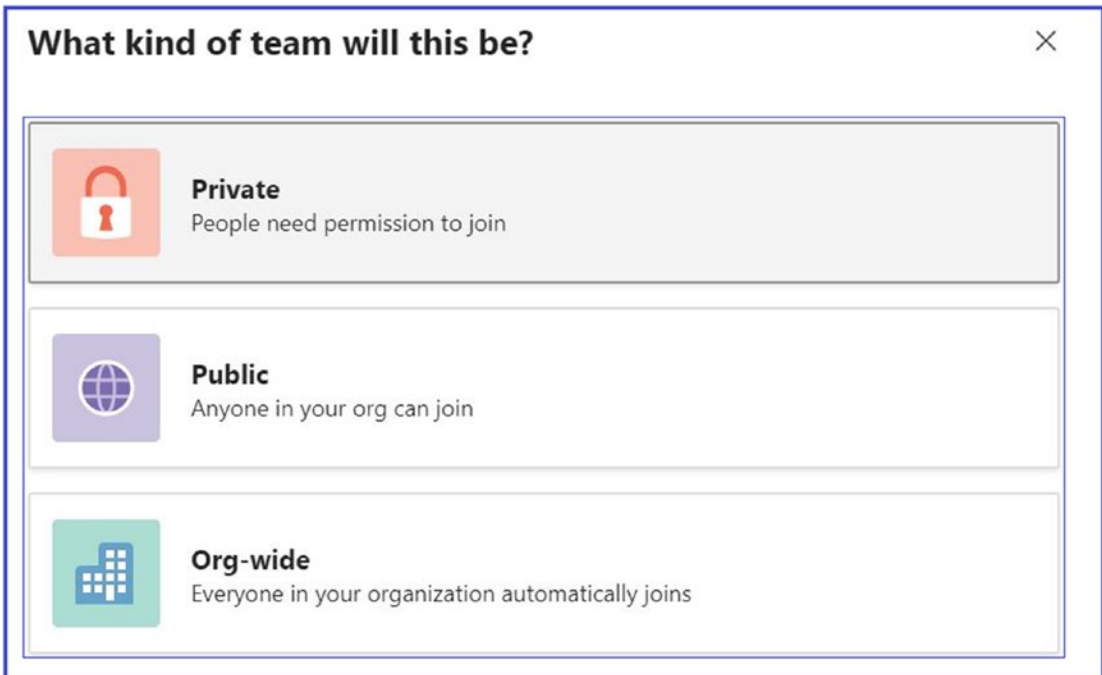 What kind of team will this be?
Private
People need permission to join
Public
Anyone in your org can join
Org-wide
Everyone in your organization automatically joins